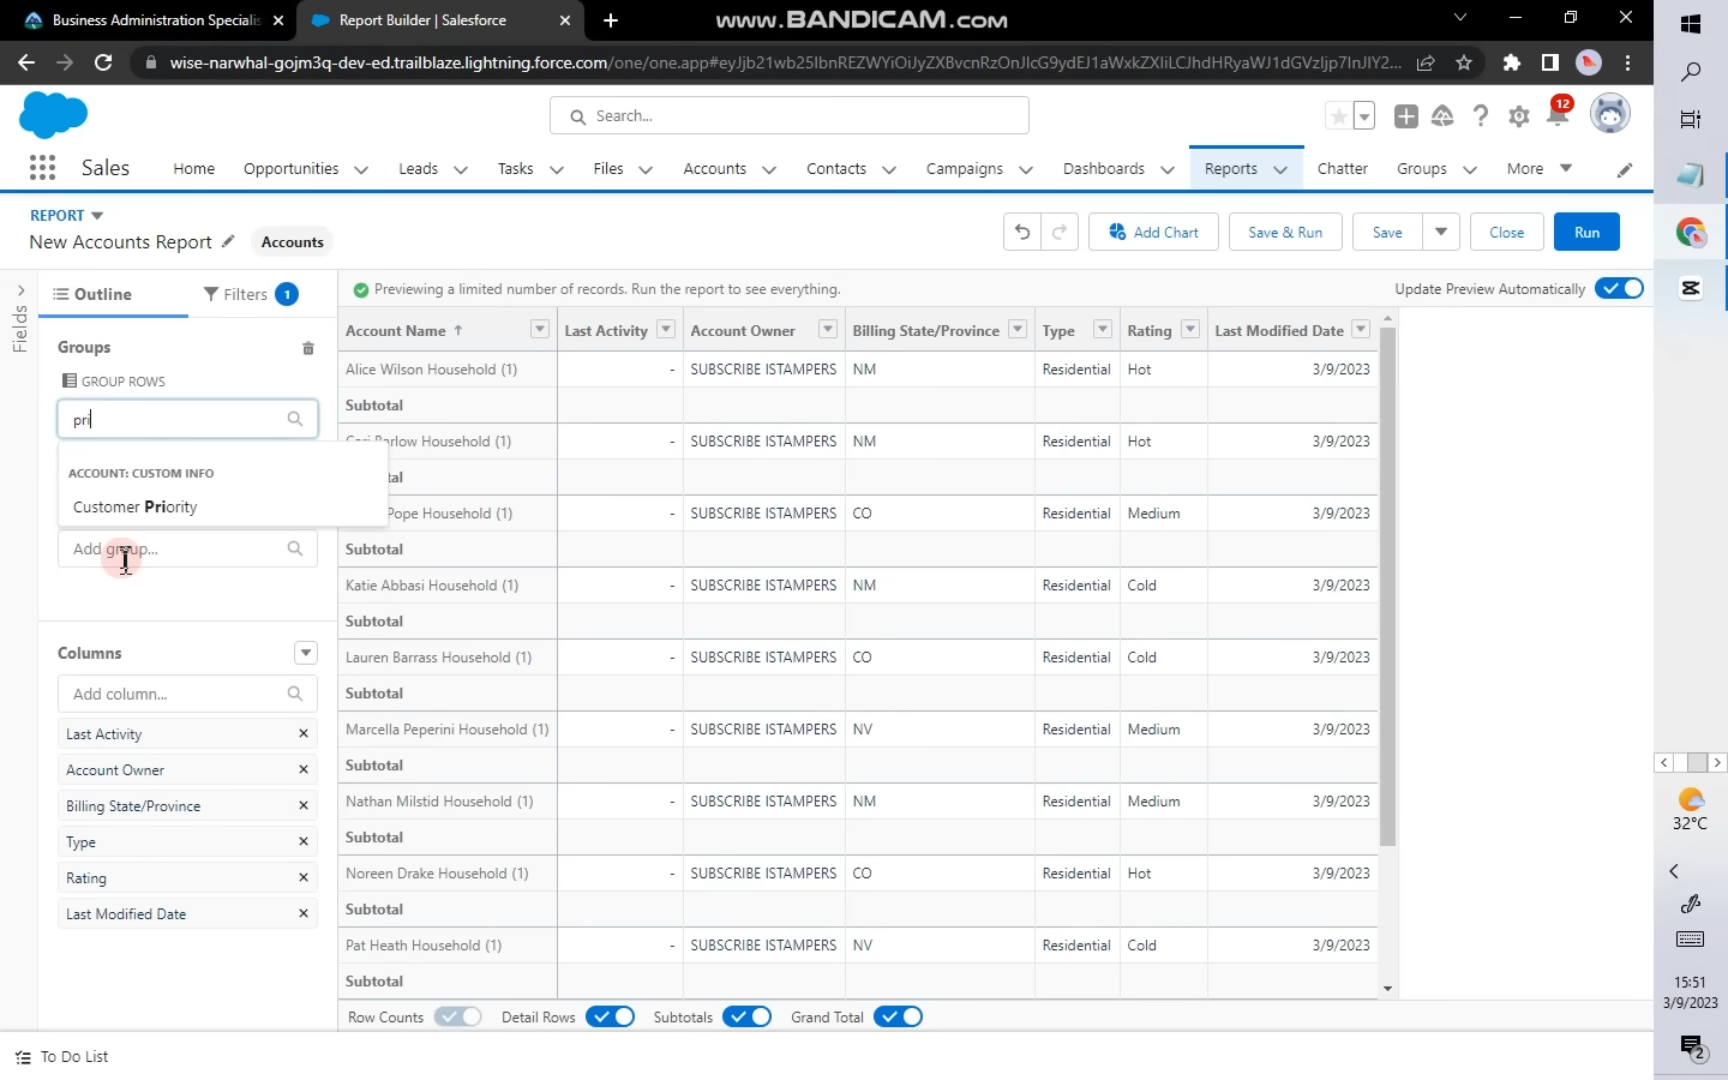 Business Administration Specialis
Report Builder | Salesforce
www.BANDICAM.com
wise-narwhal-gojm3q-dev-ed.trailblaze.lightning.force.com/one/one.app#eyJjb21wb25lbnREZWYiOiJyZXBvcnRzOnJlcG9ydEJ1aWxkZXIiLCJhdHRyaWJ1dGVzIjp7InJlY2...
Search...
12
Sales Home Opportunities Leads Tasks Files Accounts Contacts Campaigns Dashboards Reports Chatter Groups More
REPORT
New Accounts Report Accounts
Add Chart Save & Run Save Close Run
Fields
Outline Filters 1
Previewing a limited number of records. Run the report to see everything. Update Preview Automatically
Groups
GROUP ROWS
pri
ACCOUNT: CUSTOM INFO
Customer Priority
Add group...
Columns
Add column...
Last Activity
Account Owner
Billing State/Province
Type
Rating
Last Modified Date
Account Name ↑ Last Activity Account Owner Billing State/Province Type Rating Last Modified Date
Alice Wilson Household (1) - SUBSCRIBE ISTAMPERS NM Residential Hot 3/9/2023
Subtotal
Barlow Household (1) - SUBSCRIBE ISTAMPERS NM Residential Hot 3/9/2023
tal
Pope Household (1) - SUBSCRIBE ISTAMPERS CO Residential Medium 3/9/2023
Subtotal
Katie Abbasi Household (1) - SUBSCRIBE ISTAMPERS NM Residential Cold 3/9/2023
Subtotal
Lauren Barrass Household (1) - SUBSCRIBE ISTAMPERS CO Residential Cold 3/9/2023
Subtotal
Marcella Peperini Household (1) - SUBSCRIBE ISTAMPERS NV Residential Medium 3/9/2023
Subtotal
Nathan Milstid Household (1) - SUBSCRIBE ISTAMPERS NM Residential Medium 3/9/2023
Subtotal
Noreen Drake Household (1) - SUBSCRIBE ISTAMPERS CO Residential Hot 3/9/2023
Subtotal
Pat Heath Household (1) - SUBSCRIBE ISTAMPERS NV Residential Cold 3/9/2023
Subtotal
Row Counts Detail Rows Subtotals Grand Total
To Do List
32°C
15:51
3/9/2023
2